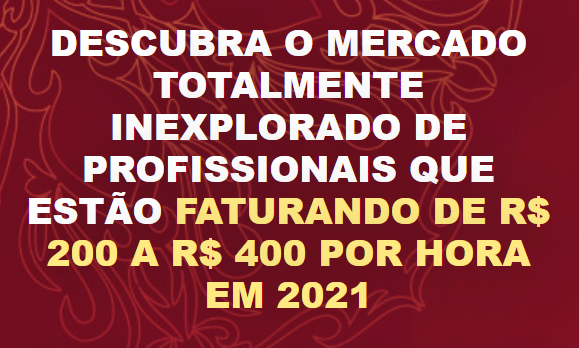 DESCUBRA O MERCADO
TOTALMENTE
INEXPLORADO DE
PROFISSIONAIS QUE
ESTÃO FATURANDO DE R$
200 A R$ 400 POR HORA
EM 2021